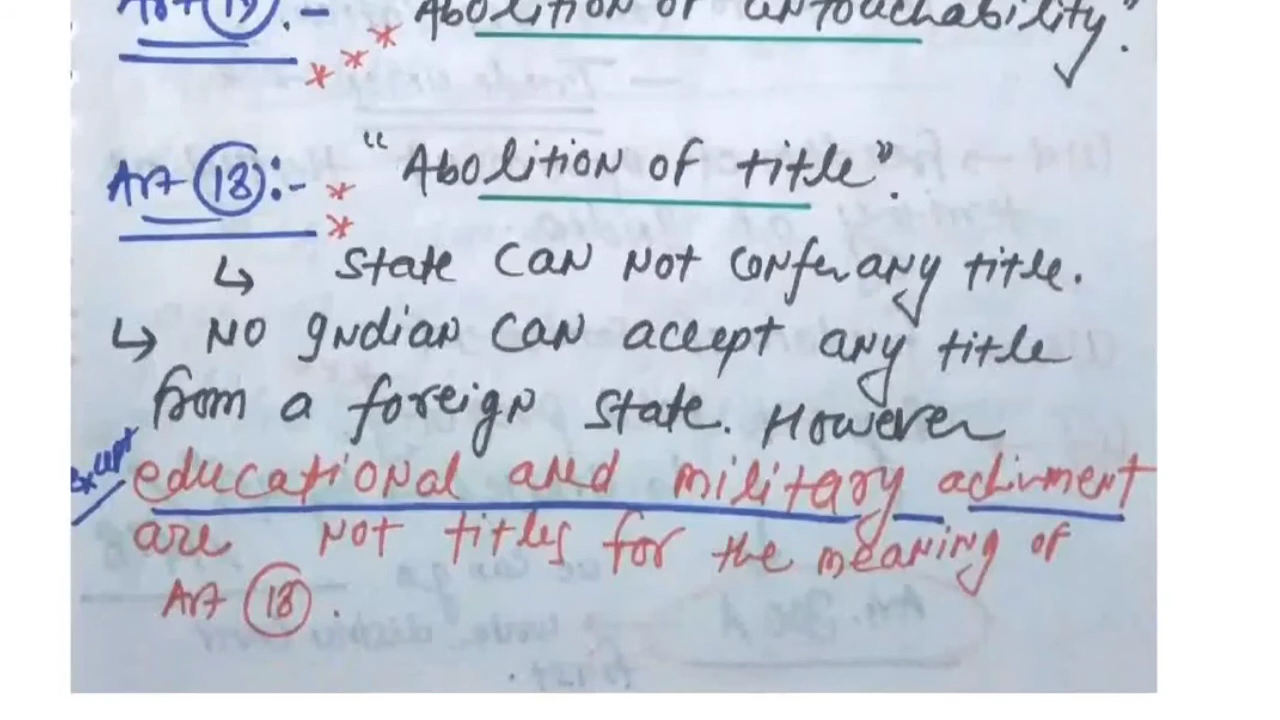 Art (17) :- *** "Abolition of untouchability".
Art (18) :- ** "Abolition of title".
↳ State can not confer any title.
↳ No Indian can accept any title
from a foreign state. However
Except educational and military achivment
are not titles for the meaning of
Art (18).